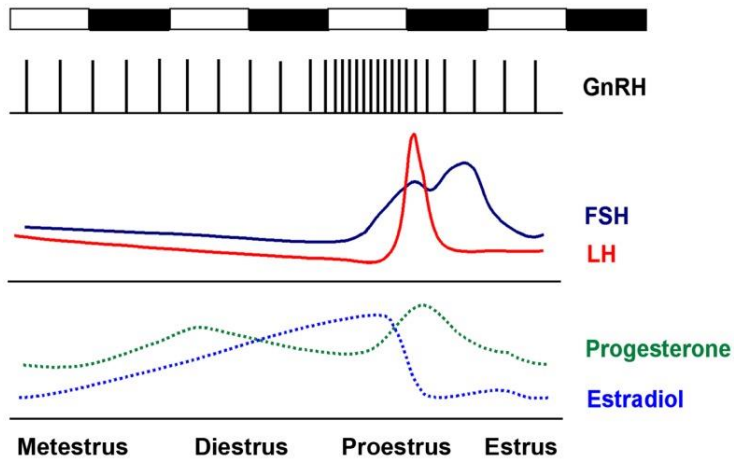 GnRH
FSH
LH
Progesterone
Estradiol
Metestrus Diestrus Proestrus Estrus